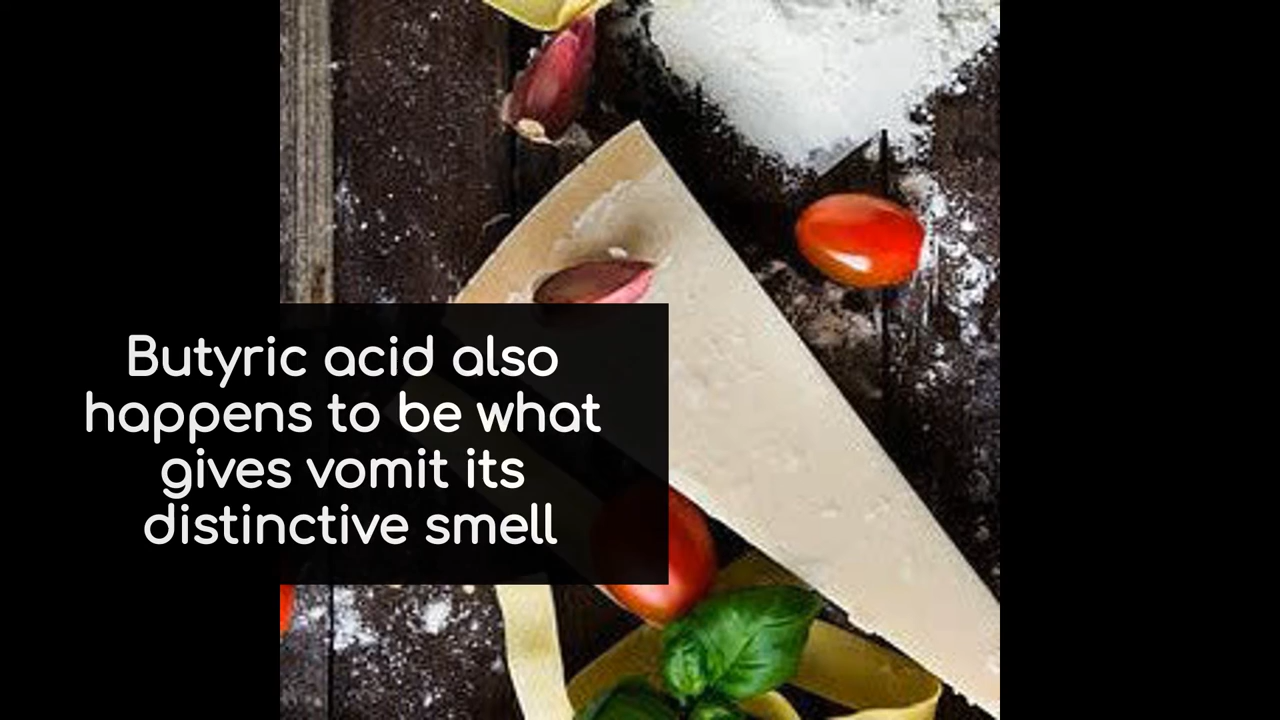 Butyric acid also
happens to be what
gives vomit its
distinctive smell